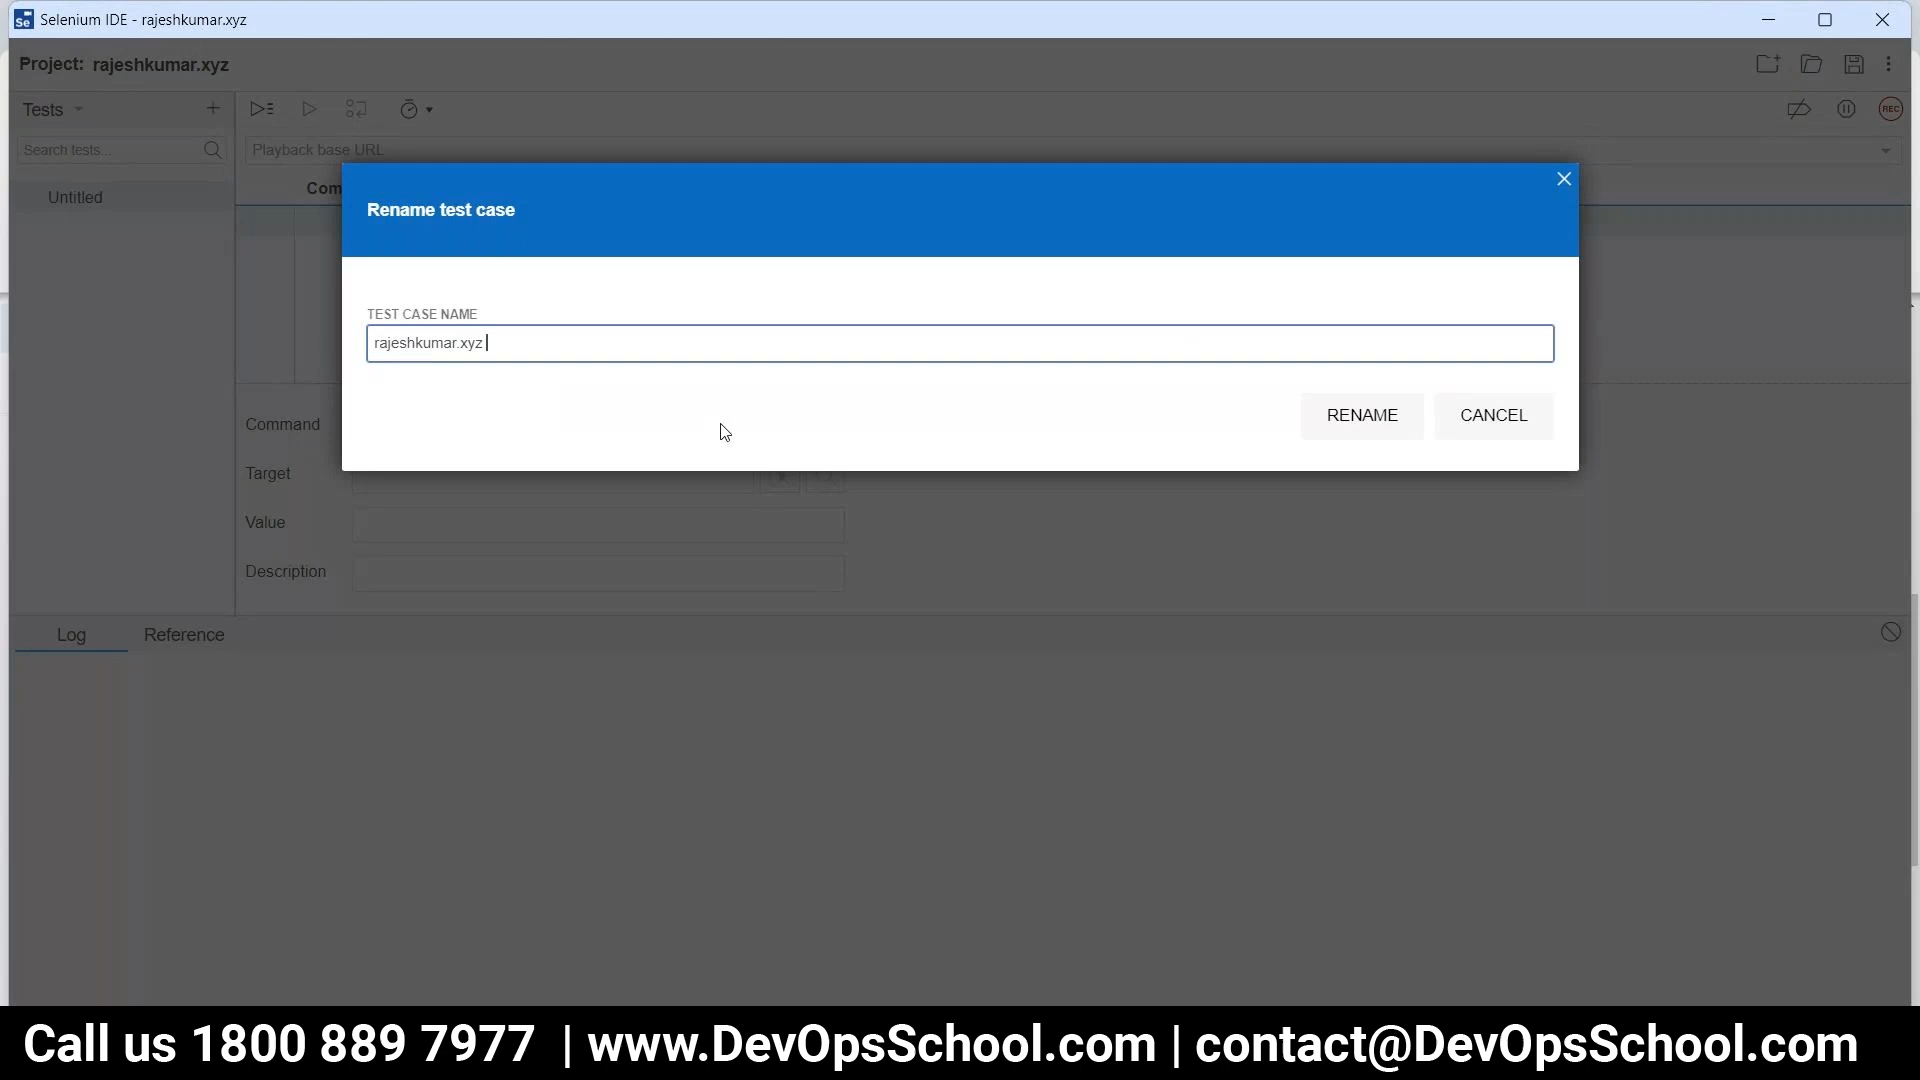 Se Selenium IDE - rajeshkumar.xyz
Project: rajeshkumar.xyz
Tests
REC
Search tests...
Playback base URL
Untitled
Com
Rename test case
TEST CASE NAME
rajeshkumar.xyz
RENAME
CANCEL
Command
Target
Value
Description
Log
Reference
Call us 1800 889 7977 | www.DevOpsSchool.com | contact@DevOpsSchool.com